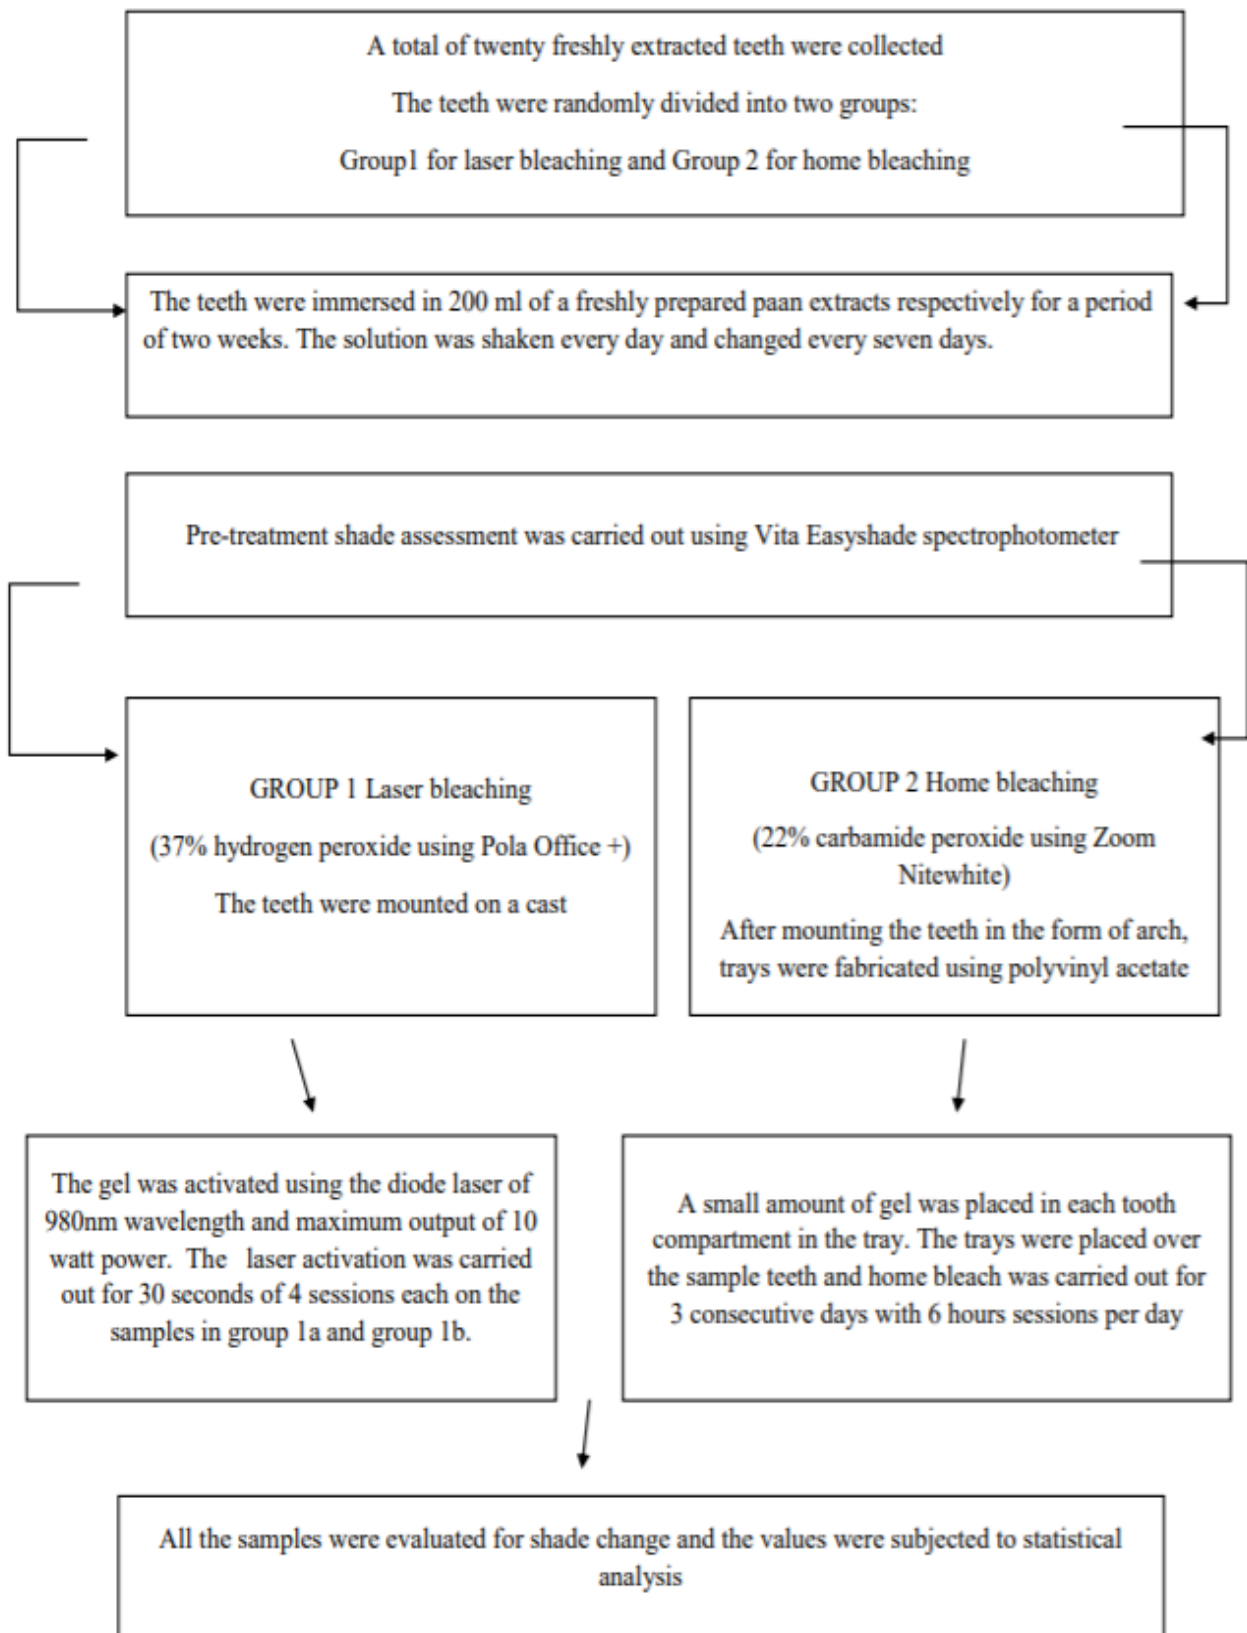 A total of twenty freshly extracted teeth were collected
The teeth were randomly divided into two groups:
Group1 for laser bleaching and Group 2 for home bleaching
The teeth were immersed in 200 ml of a freshly prepared paan extracts respectively for a period
of two weeks. The solution was shaken every day and changed every seven days.
Pre-treatment shade assessment was carried out using Vita Easyshade spectrophotometer
GROUP 1 Laser bleaching
(37% hydrogen peroxide using Pola Office +)
The teeth were mounted on a cast
GROUP 2 Home bleaching
(22% carbamide peroxide using Zoom
Nitewhite)
After mounting the teeth in the form of arch,
trays were fabricated using polyvinyl acetate
The gel was activated using the diode laser of
980nm wavelength and maximum output of 10
watt power. The laser activation was carried
out for 30 seconds of 4 sessions each on the
samples in group 1a and group 1b.
A small amount of gel was placed in each tooth
compartment in the tray. The trays were placed over
the sample teeth and home bleach was carried out for
3 consecutive days with 6 hours sessions per day
All the samples were evaluated for shade change and the values were subjected to statistical
analysis